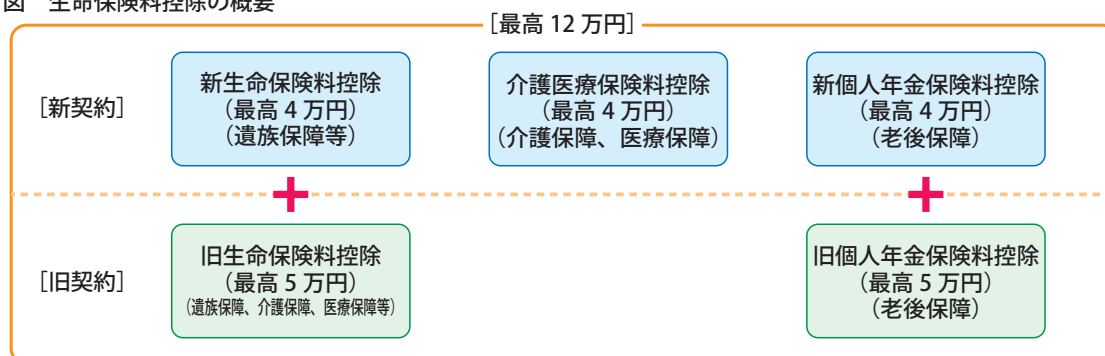 図 生命保険料控除の概要
［最高 12 万円］
［新契約］
新生命保険料控除
（最高 4 万円）
（遺族保障等）
介護医療保険料控除
（最高 4 万円）
（介護保障、医療保障）
新個人年金保険料控除
（最高 4 万円）
（老後保障）
+
+
［旧契約］
旧生命保険料控除
（最高 5 万円）
（遺族保障、介護保障、医療保障等）
旧個人年金保険料控除
（最高 5 万円）
（老後保障）